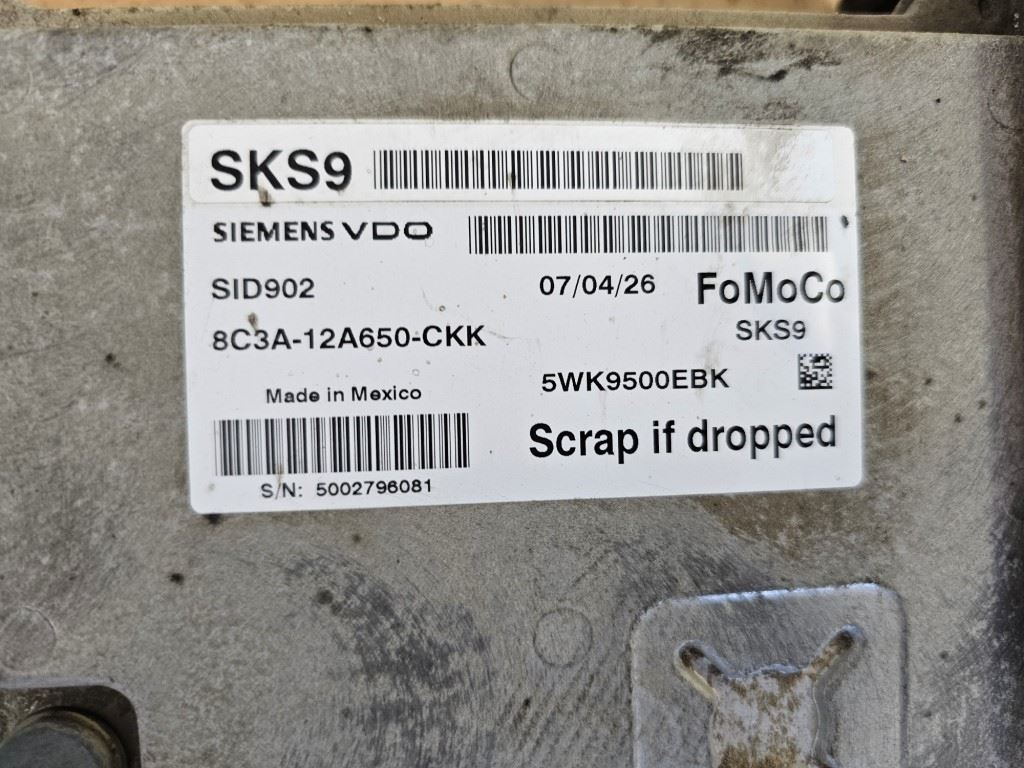 SKS9
SIEMENS VDO
SID902 07/04/26 FoMoCo
8C3A-12A650-CKK SKS9
Made in Mexico 5WK9500EBK
Scrap if dropped
S/N: 5002796081